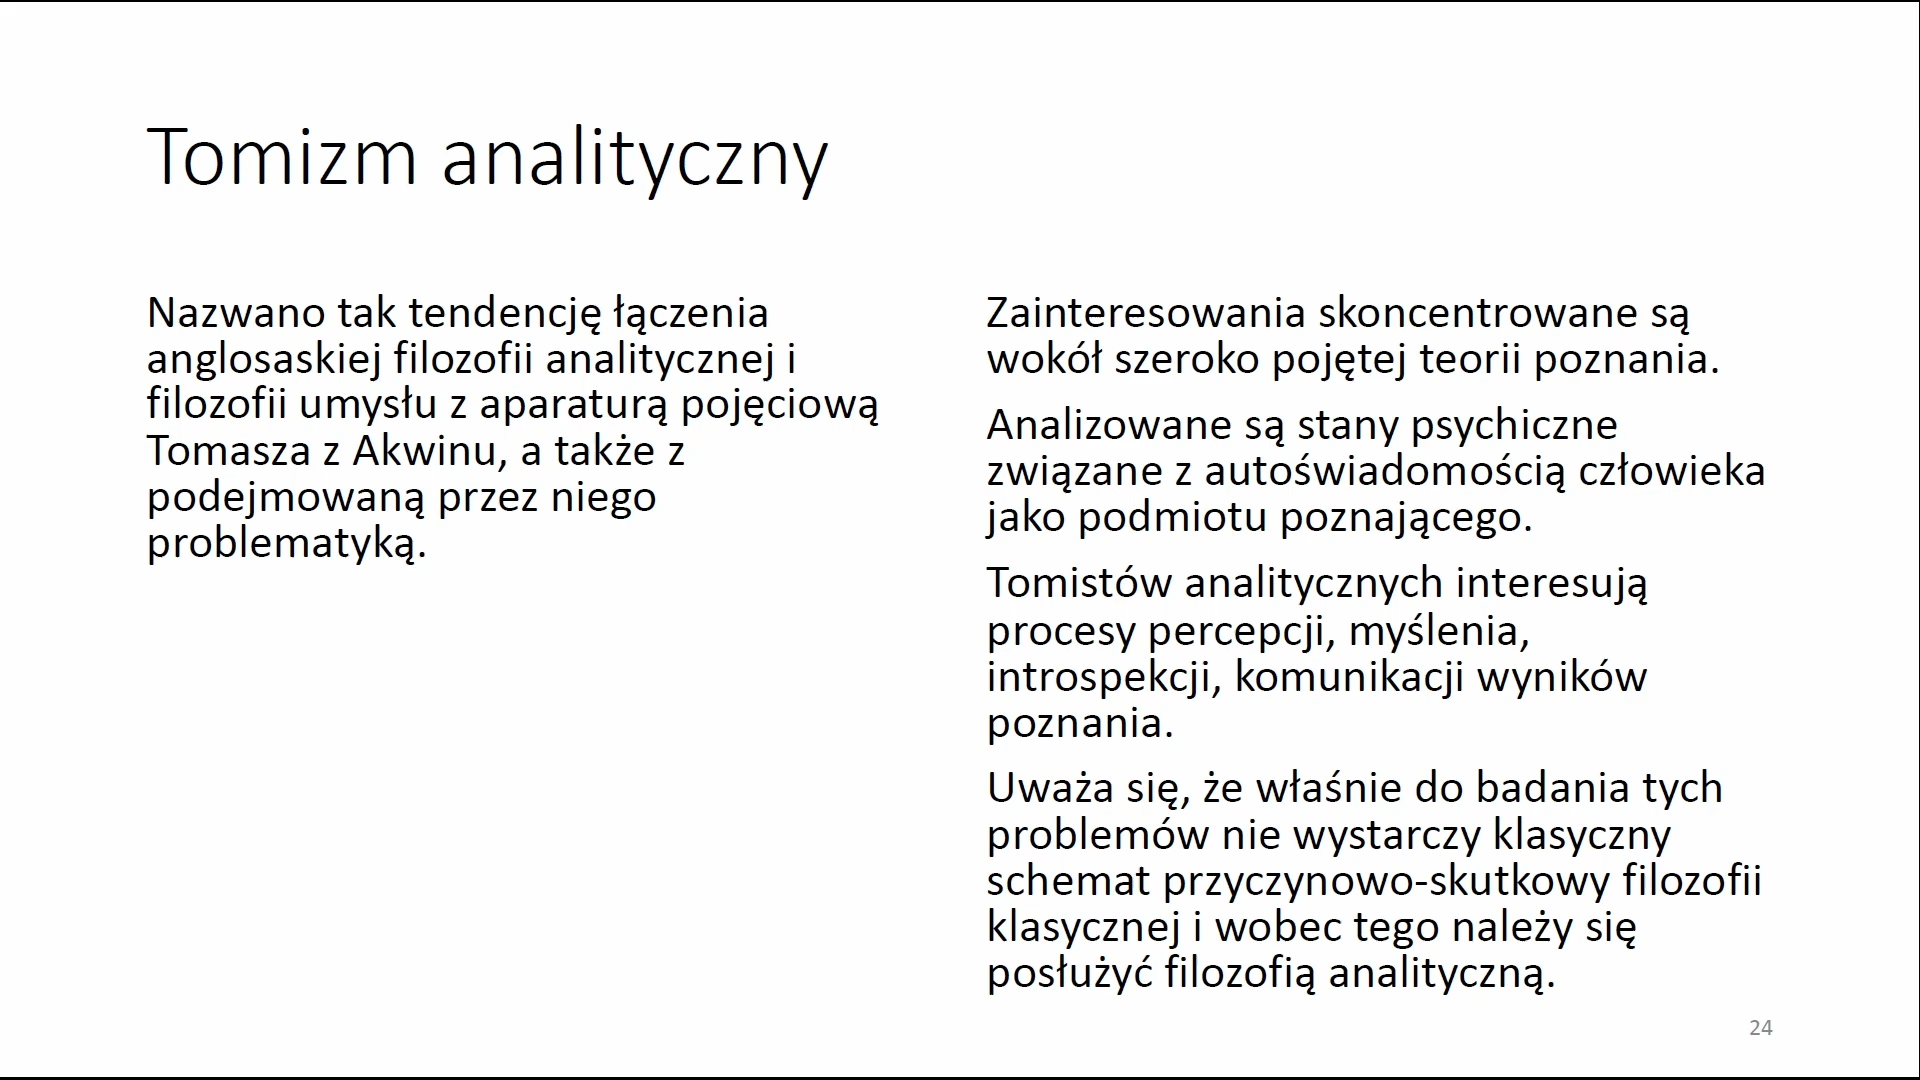 Tomizm analityczny
Nazwano tak tendencję łączenia
anglosaskiej filozofii analitycznej i
filozofii umysłu z aparaturą pojęciową
Tomasza z Akwinu, a także z
podejmowaną przez niego
problematyką.
Zainteresowania skoncentrowane są
wokół szeroko pojętej teorii poznania.
Analizowane są stany psychiczne
związane z autoświadomością człowieka
jako podmiotu poznającego.
Tomistów analitycznych interesują
procesy percepcji, myślenia,
introspekcji, komunikacji wyników
poznania.
Uważa się, że właśnie do badania tych
problemów nie wystarczy klasyczny
schemat przyczynowo-skutkowy filozofii
klasycznej i wobec tego należy się
posłużyć filozofią analityczną.
24